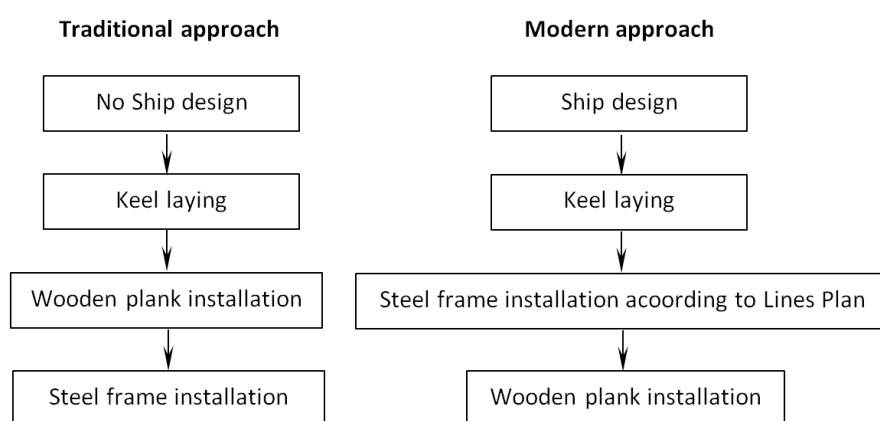 Traditional approach
No Ship design
Keel laying
Wooden plank installation
Steel frame installation
Modern approach
Ship design
Keel laying
Steel frame installation acoording to Lines Plan
Wooden plank installation